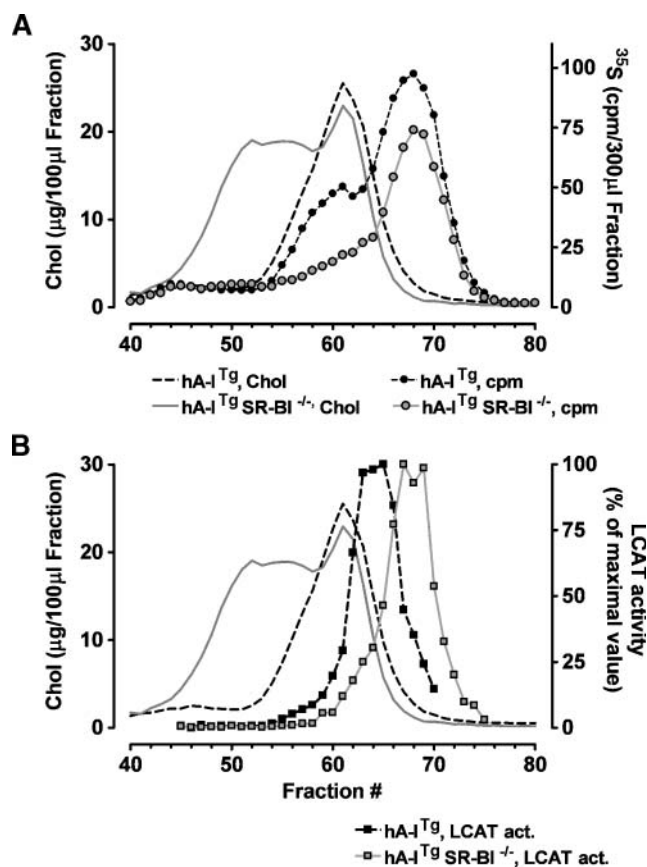 A
30
20
10
0
Chol (µg/100µl Fraction)
100
75
50
25
0
³⁵S (cpm/300µl Fraction)
40 50 60 70 80
hA-I Tg, Chol
hA-I Tg, cpm
hA-I Tg SR-BI -/-, Chol
hA-I Tg SR-BI -/-, cpm
B
30
20
10
0
Chol (µg/100µl Fraction)
100
75
50
25
0
LCAT activity
(% of maximal value)
40 50 60 70 80
Fraction #
hA-I Tg, LCAT act.
hA-I Tg SR-BI -/-, LCAT act.